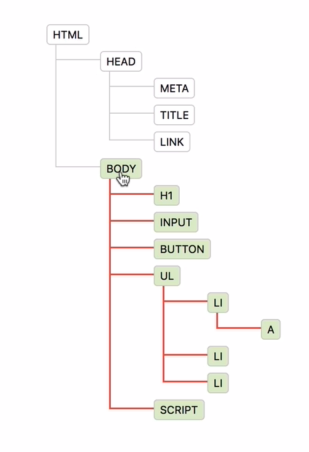 HTML
HEAD
META
TITLE
LINK
BODY
H1
INPUT
BUTTON
UL
LI
A
LI
LI
SCRIPT